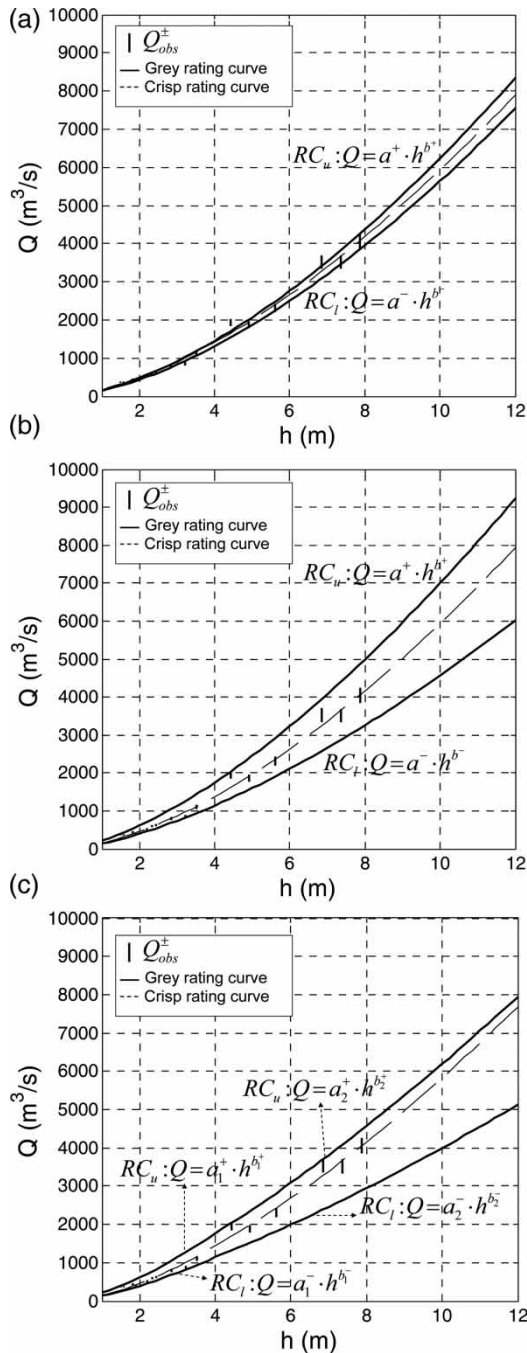 (a)
10000
9000
8000
7000
6000
5000
4000
3000
2000
1000
0
Q (m³/s)
Q±obs
Grey rating curve
Crisp rating curve
RCu:Q=a⁺·h^b⁺
RCl:Q=a⁻·h^b⁻
2 4 6 8 10 12
h (m)
(b)
10000
9000
8000
7000
6000
5000
4000
3000
2000
1000
0
Q (m³/s)
Q±obs
Grey rating curve
Crisp rating curve
RCu:Q=a⁺·h^h⁺
RCl:Q=a⁻·h^b⁻
2 4 6 8 10 12
h (m)
(c)
10000
9000
8000
7000
6000
5000
4000
3000
2000
1000
0
Q (m³/s)
Q±obs
Grey rating curve
Crisp rating curve
RCu:Q=a₂⁺·h^b₂⁺
RCu:Q=a₁⁺·h^b₁⁺
RCl:Q=a₂⁻·h^b₂⁻
RCl:Q=a₁⁻·h^b₁⁻
2 4 6 8 10 12
h (m)